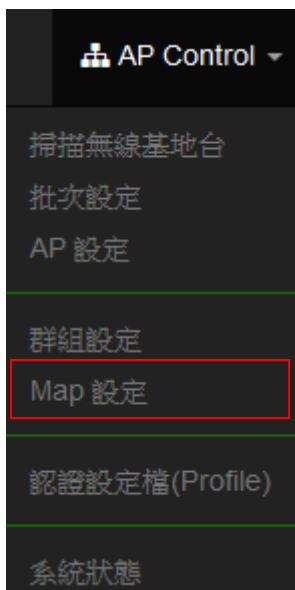 AP Control
掃描無線基地台
批次設定
AP 設定
群組設定
Map 設定
認證設定檔(Profile)
系統狀態